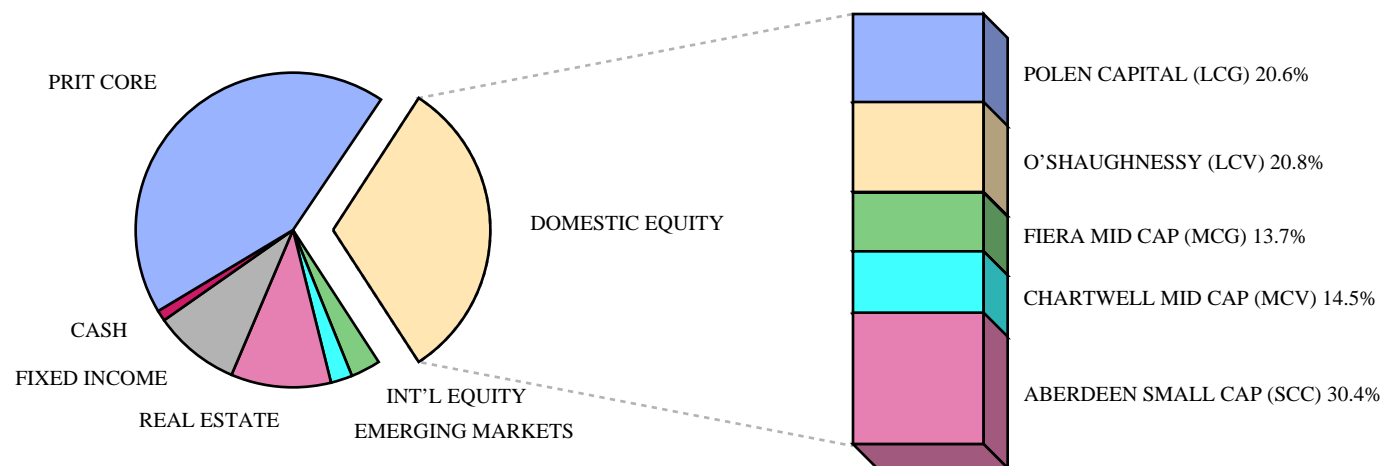 PRIT CORE
DOMESTIC EQUITY
CASH
FIXED INCOME
REAL ESTATE
INT'L EQUITY
EMERGING MARKETS
POLEN CAPITAL (LCG) 20.6%
O'SHAUGHNESSY (LCV) 20.8%
FIERA MID CAP (MCG) 13.7%
CHARTWELL MID CAP (MCV) 14.5%
ABERDEEN SMALL CAP (SCC) 30.4%